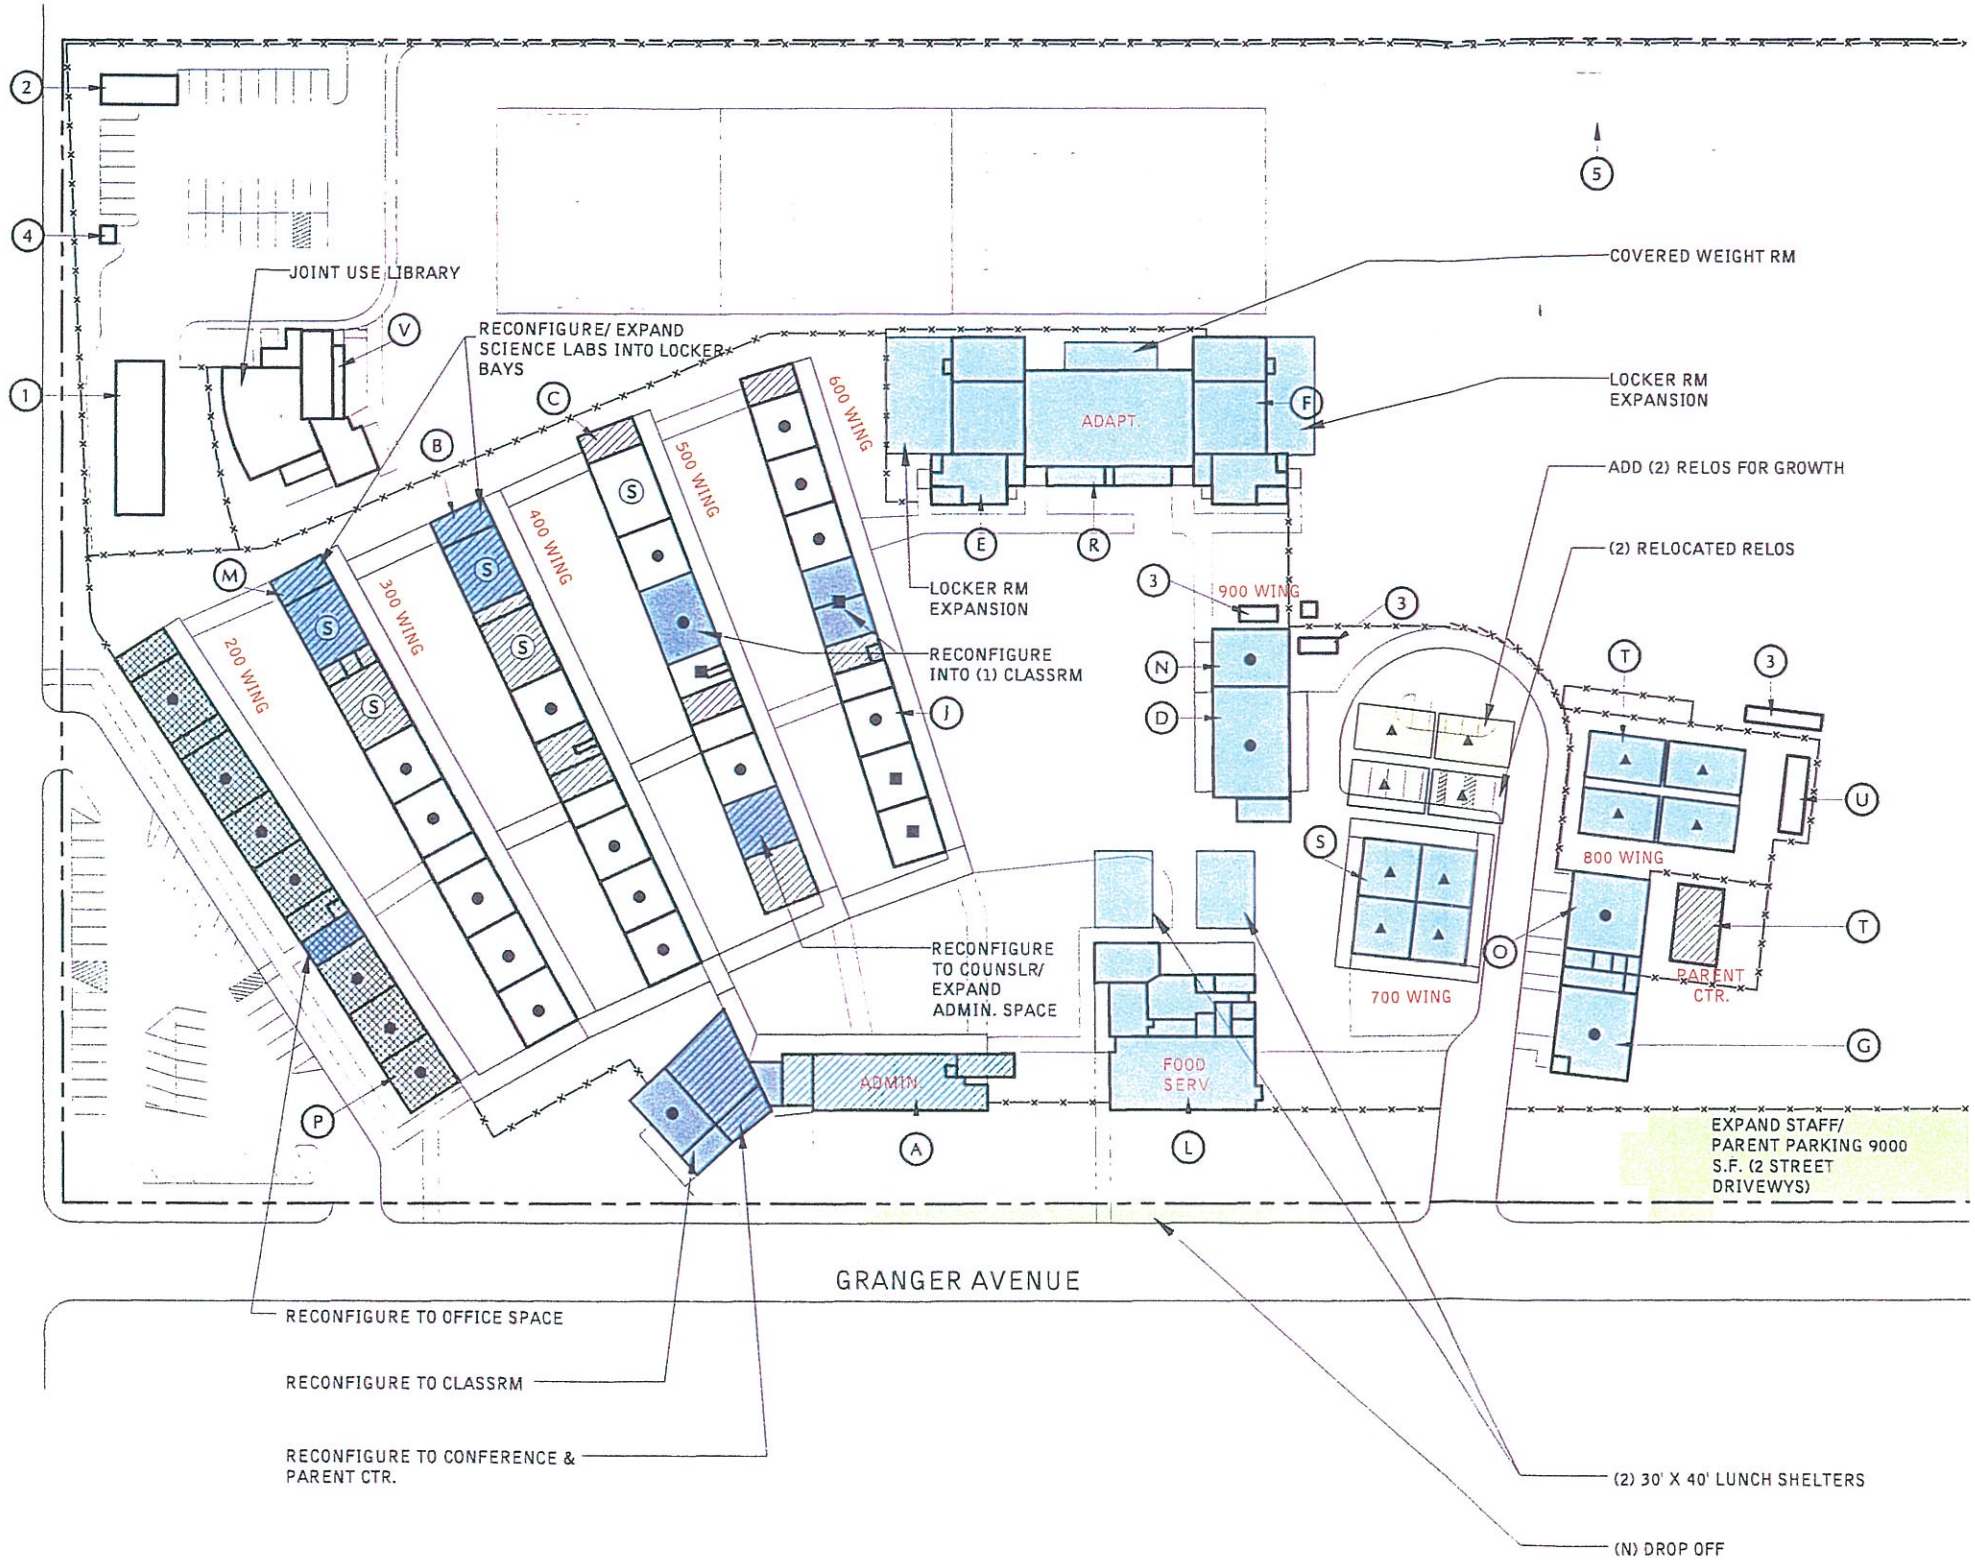 2
5
4
COVERED WEIGHT RM
JOINT USE LIBRARY
V
RECONFIGURE/ EXPAND
SCIENCE LABS INTO LOCKER
BAYS
1
C
B
600 WING
ADAPT.
F
LOCKER RM
EXPANSION
500 WING
S
ADD (2) RELOS FOR GROWTH
400 WING
E
R
(2) RELOCATED RELOS
M
S
300 WING
LOCKER RM
EXPANSION
3
900 WING
3
200 WING
S
S
RECONFIGURE
INTO (1) CLASSRM
N
T
3
S
J
D
U
S
800 WING
T
O
RECONFIGURE
TO COUNSLR/
EXPAND
ADMIN. SPACE
700 WING
PARENT
CTR.
G
ADMIN.
FOOD
SERV
P
A
L
EXPAND STAFF/
PARENT PARKING 9000
S.F. (2 STREET
DRIVEWYS)
GRANGER AVENUE
RECONFIGURE TO OFFICE SPACE
RECONFIGURE TO CLASSRM
RECONFIGURE TO CONFERENCE &
PARENT CTR.
(2) 30' X 40' LUNCH SHELTERS
(N) DROP OFF